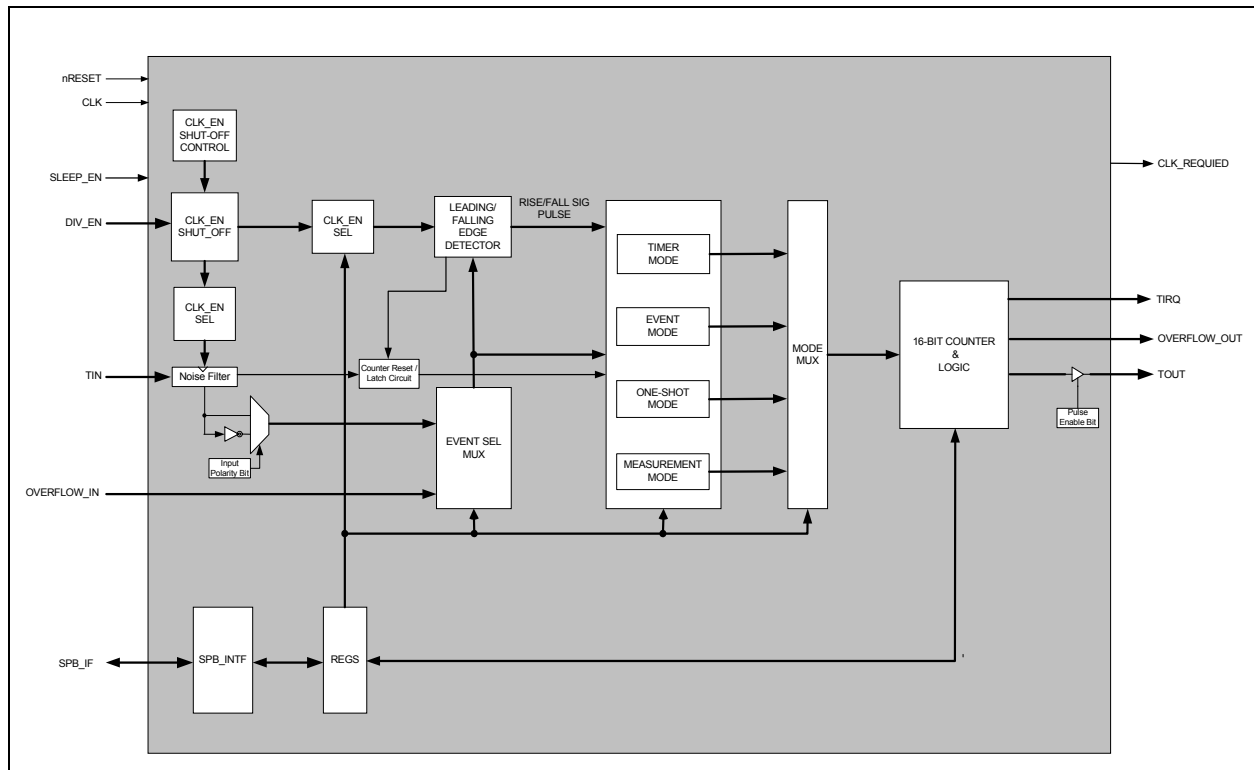 nRESET
CLK
CLK_EN
SHUT-OFF
CONTROL
CLK_REQUIED
SLEEP_EN
DIV_EN
CLK_EN
SHUT_OFF
CLK_EN
SEL
LEADING/
FALLING
EDGE
DETECTOR
RISE/FALL SIG
PULSE
TIMER
MODE
CLK_EN
SEL
EVENT
MODE
MODE
MUX
16-BIT COUNTER
&
LOGIC
TIRQ
OVERFLOW_OUT
TOUT
TIN
Noise Filter
Counter Reset /
Latch Circuit
ONE-SHOT
MODE
Pulse
Enable Bit
EVENT SEL
MUX
Input
Polarity Bit
MEASUREMENT
MODE
OVERFLOW_IN
SPB_IF
SPB_INTF
REGS